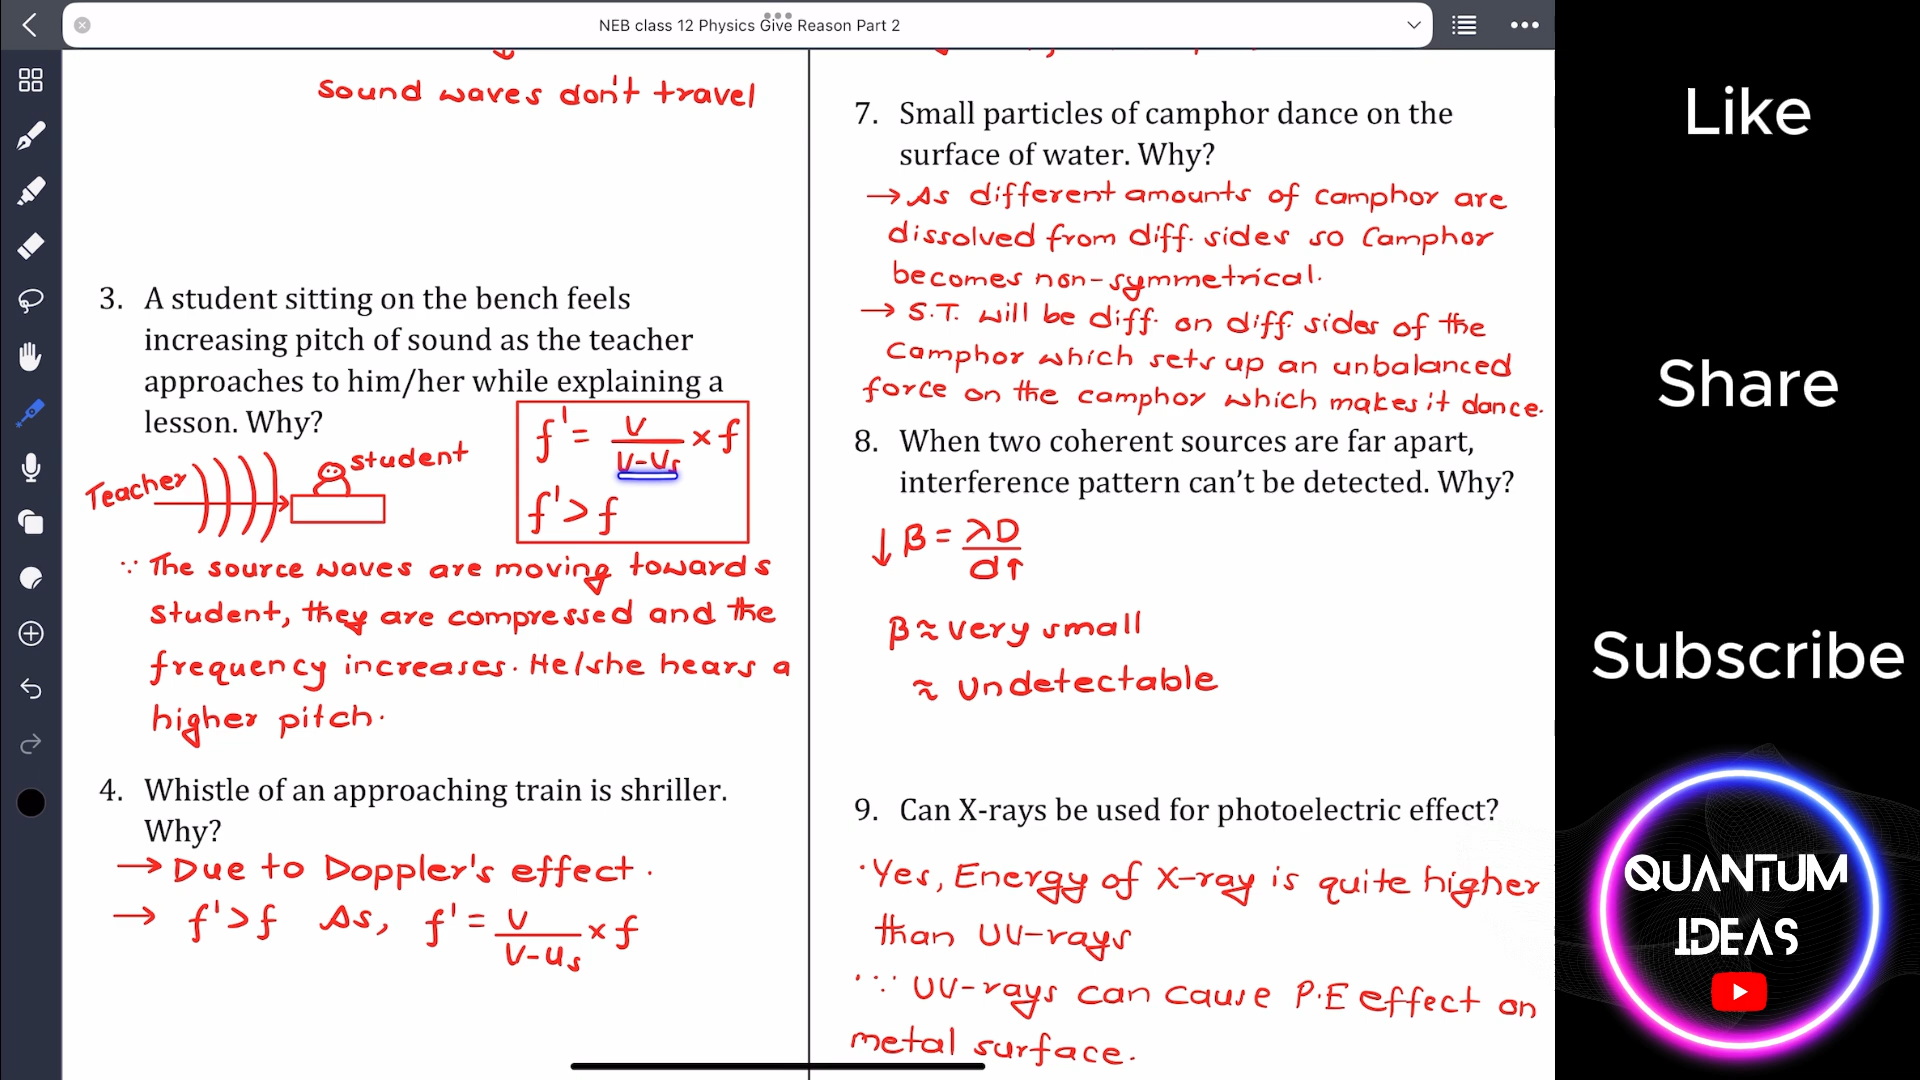 NEB class 12 Physics Give Reason Part 2
Sound waves don't travel
3. A student sitting on the bench feels
increasing pitch of sound as the teacher
approaches to him/her while explaining a
lesson. Why?
f' = v/(v-us) × f
f' > f
Teacher
student
∵ The source waves are moving towards
student, they are compressed and the
frequency increases. He/she hears a
higher pitch.
4. Whistle of an approaching train is shriller.
Why?
→ Due to Doppler's effect.
→ f' > f As, f' = v/(v-us) × f
7. Small particles of camphor dance on the
surface of water. Why?
→ As different amounts of camphor are
dissolved from diff. sides so camphor
becomes non-symmetrical.
→ S.T. will be diff. on diff. sides of the
camphor which sets up an unbalanced
force on the camphor which makes it dance.
8. When two coherent sources are far apart,
interference pattern can't be detected. Why?
↓ β = λD/d↑
β ≈ very small
≈ undetectable
9. Can X-rays be used for photoelectric effect?
· Yes, Energy of X-ray is quite higher
than UV-rays
· ∵ UV-rays can cause P.E effect on
metal surface.
Like
Share
Subscribe
QUANTUM
IDEAS